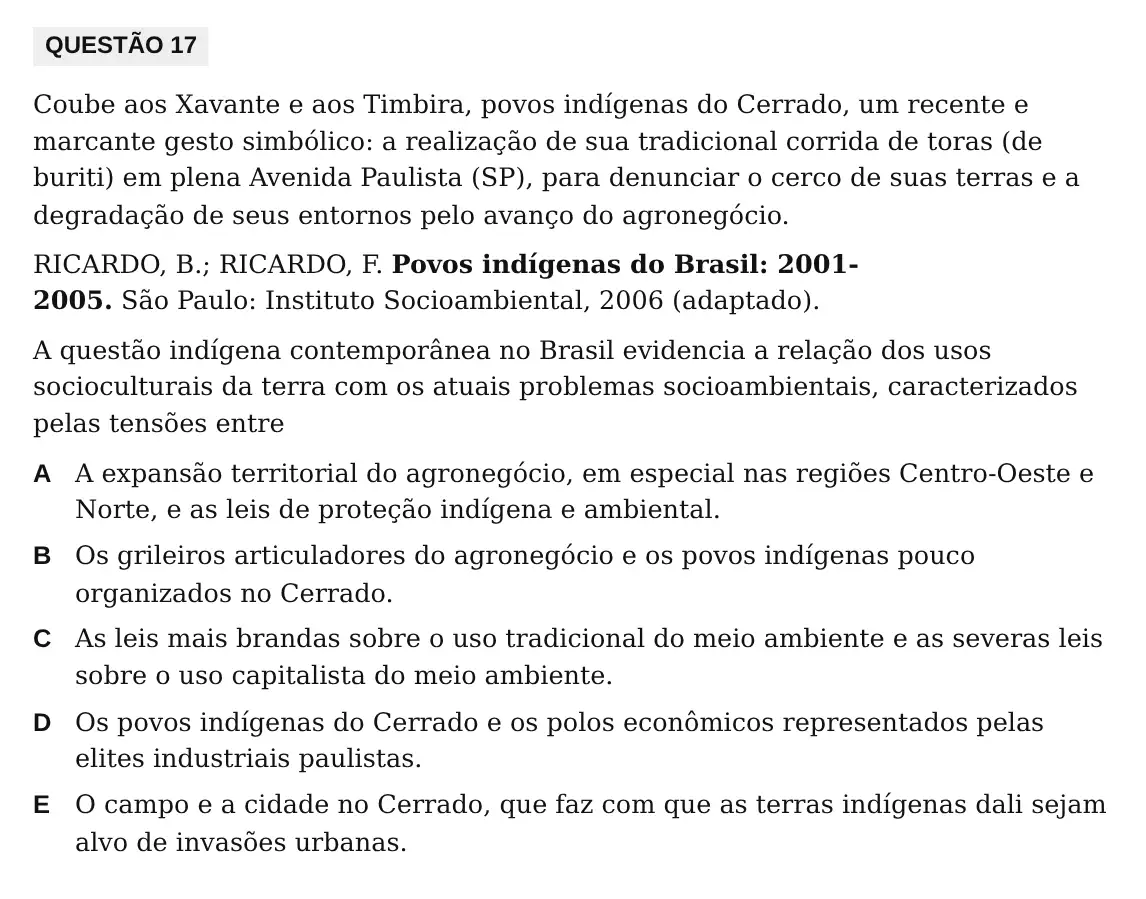 QUESTÃO 17
Coube aos Xavante e aos Timbira, povos indígenas do Cerrado, um recente e
marcante gesto simbólico: a realização de sua tradicional corrida de toras (de
buriti) em plena Avenida Paulista (SP), para denunciar o cerco de suas terras e a
degradação de seus entornos pelo avanço do agronegócio.
RICARDO, B.; RICARDO, F. Povos indígenas do Brasil: 2001-
2005. São Paulo: Instituto Socioambiental, 2006 (adaptado).
A questão indígena contemporânea no Brasil evidencia a relação dos usos
socioculturais da terra com os atuais problemas socioambientais, caracterizados
pelas tensões entre
A A expansão territorial do agronegócio, em especial nas regiões Centro-Oeste e
Norte, e as leis de proteção indígena e ambiental.
B Os grileiros articuladores do agronegócio e os povos indígenas pouco
organizados no Cerrado.
C As leis mais brandas sobre o uso tradicional do meio ambiente e as severas leis
sobre o uso capitalista do meio ambiente.
D Os povos indígenas do Cerrado e os polos econômicos representados pelas
elites industriais paulistas.
E O campo e a cidade no Cerrado, que faz com que as terras indígenas dali sejam
alvo de invasões urbanas.